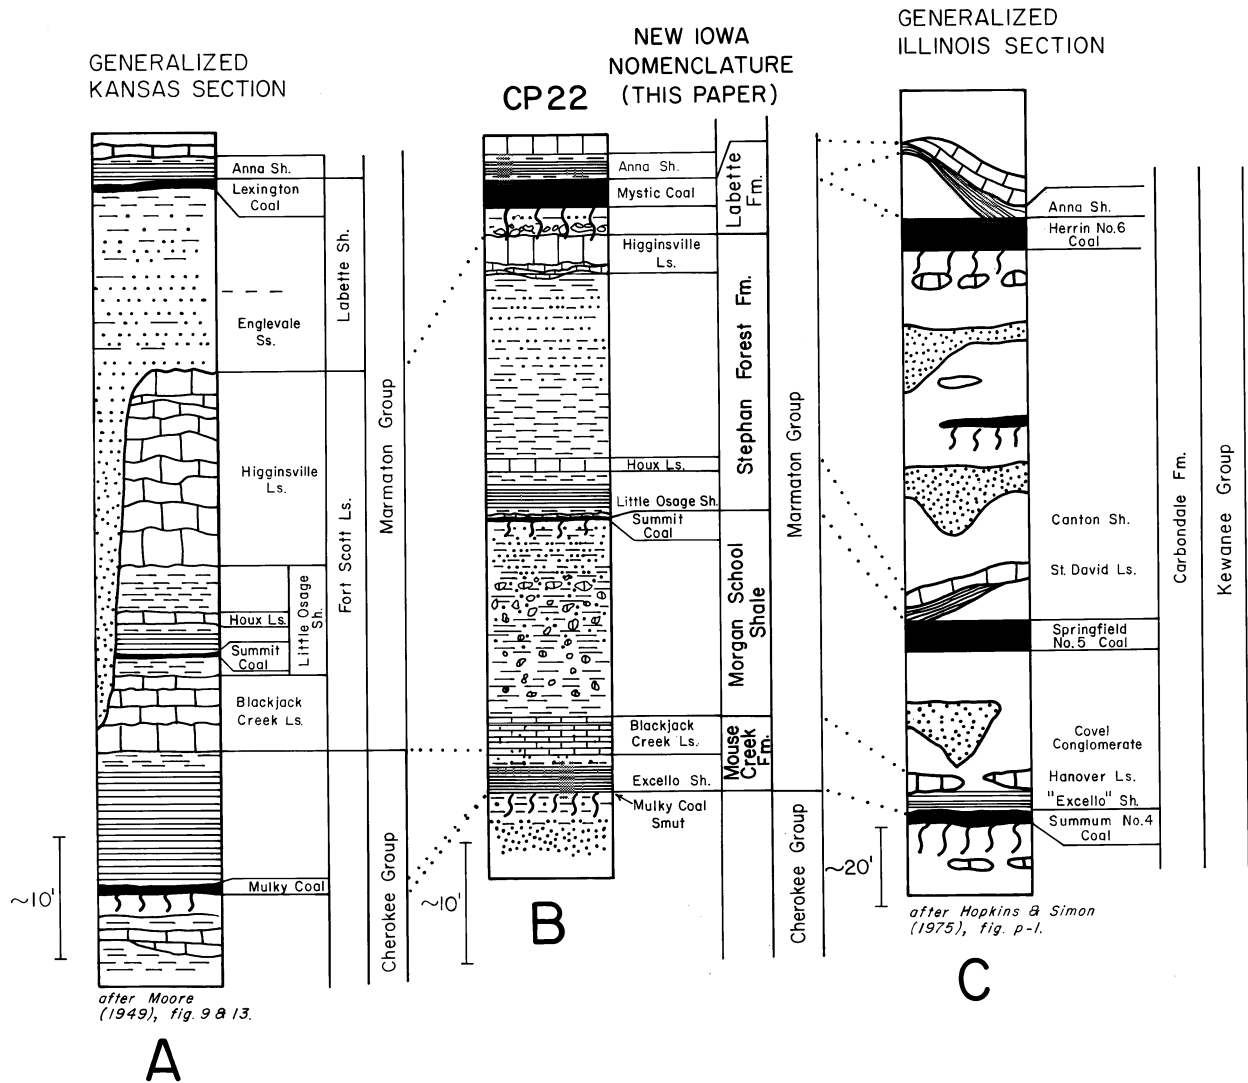 GENERALIZED
KANSAS SECTION
Anna Sh.
Lexington
Coal
Englevale
Ss.
Labette Sh.
Higginsville
Ls.
Houx Ls.
Summit
Coal
Little Osage
Sh.
Blackjack
Creek Ls.
Fort Scott Ls.
Mulky Coal
Marmaton Group
Cherokee Group
~10'
after Moore
(1949), fig. 9 & 13.
A
CP22
NEW IOWA
NOMENCLATURE
(THIS PAPER)
Anna Sh.
Mystic Coal
Labette
Fm.
Higginsville
Ls.
Houx Ls.
Little Osage Sh.
Stephan Forest Fm.
Summit
Coal
Morgan School
Shale
Blackjack
Creek Ls.
Excello Sh.
Mouse
Creek
Fm.
Mulky Coal
Smut
Marmaton Group
Cherokee Group
~10'
B
GENERALIZED
ILLINOIS SECTION
Anna Sh.
Herrin No.6
Coal
Canton Sh.
St. David Ls.
Springfield
No.5 Coal
Covel
Conglomerate
Hanover Ls.
"Excello" Sh.
Summum No.4
Coal
Carbondale Fm.
Kewanee Group
~20'
after Hopkins & Simon
(1975), fig. p-1.
C